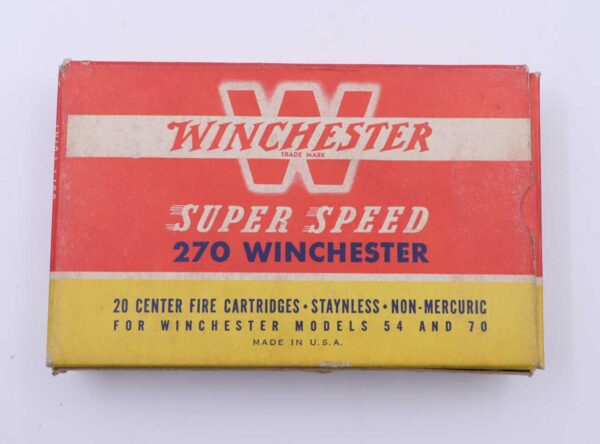 W
WINCHESTER
TRADE MARK
SUPER SPEED
270 WINCHESTER
20 CENTER FIRE CARTRIDGES · STAYNLESS · NON-MERCURIC
FOR WINCHESTER MODELS 54 AND 70
MADE IN U.S.A.